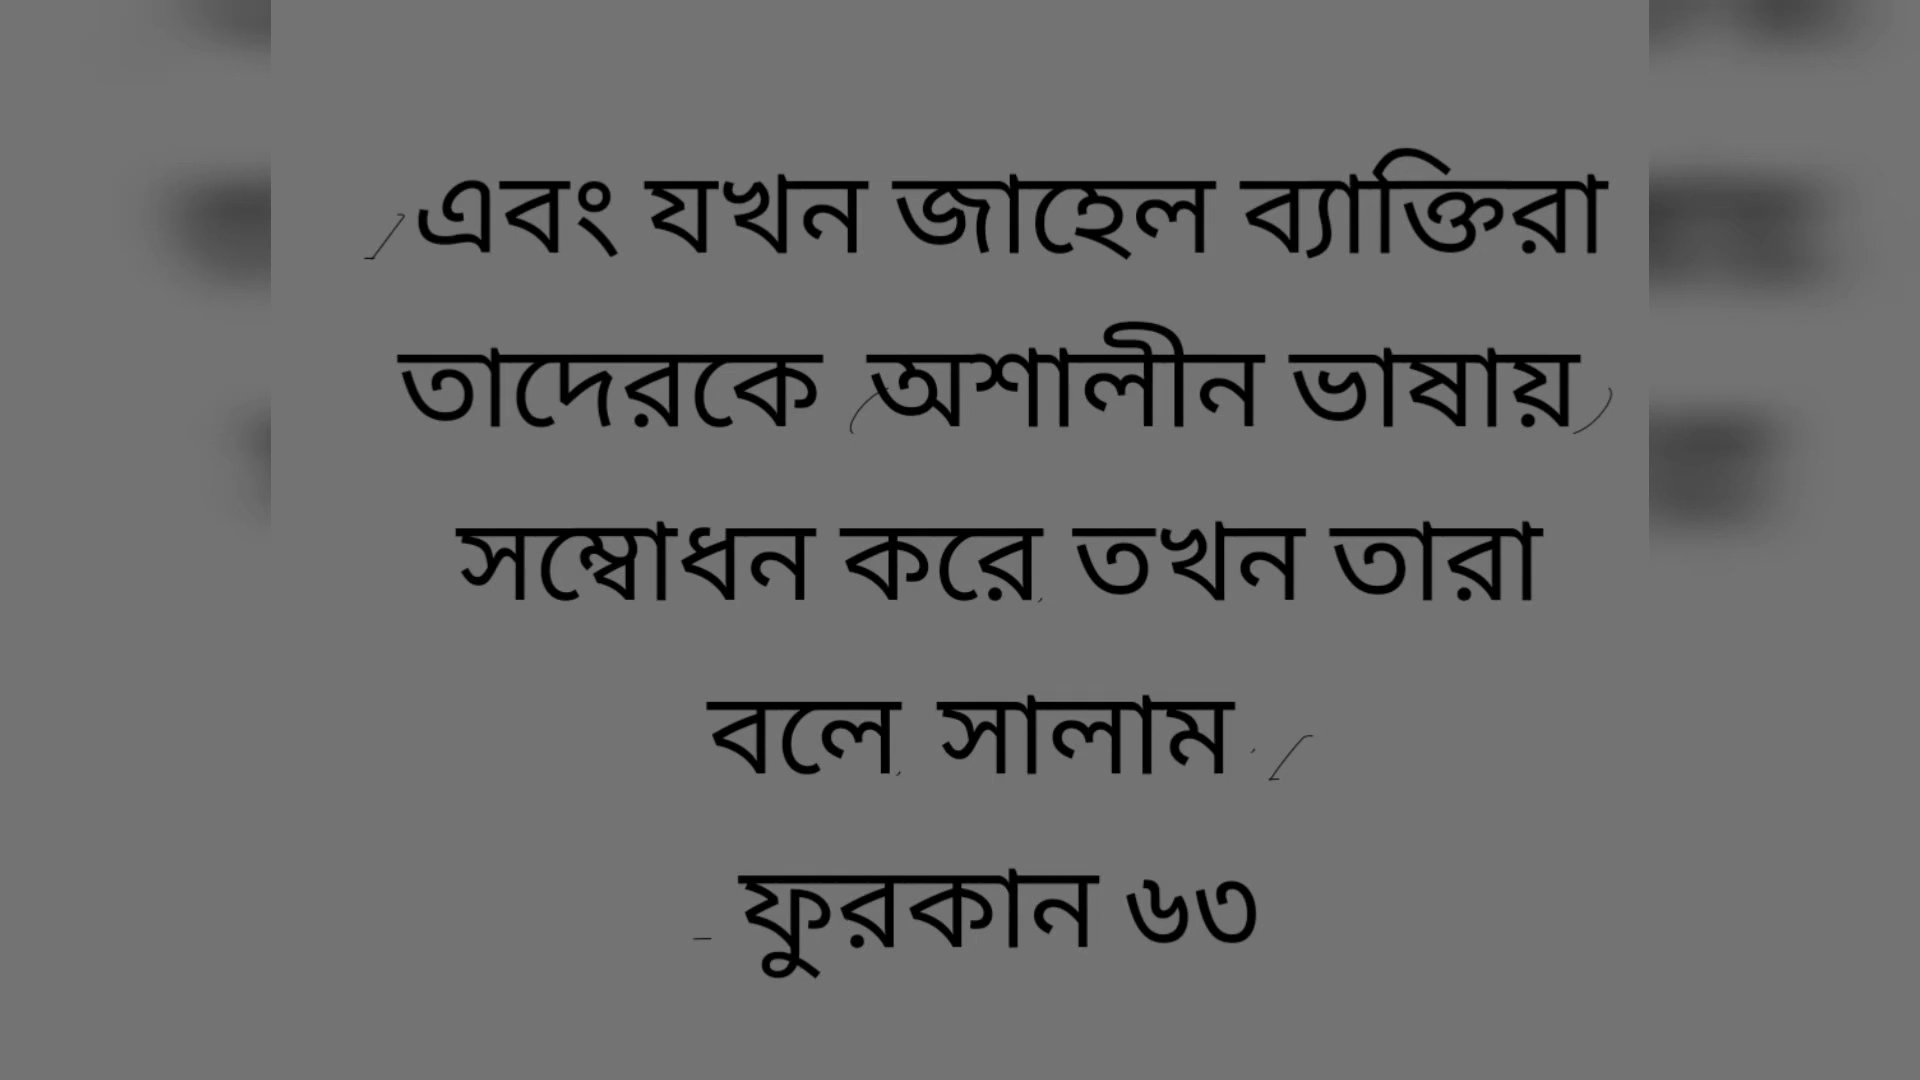 ]এবং যখন জাহেল ব্যাক্তিরা
তাদেরকে (অশালীন ভাষায়)
সম্বোধন করে, তখন তারা
বলে, সালাম,' [
- ফুরকান ৬৩